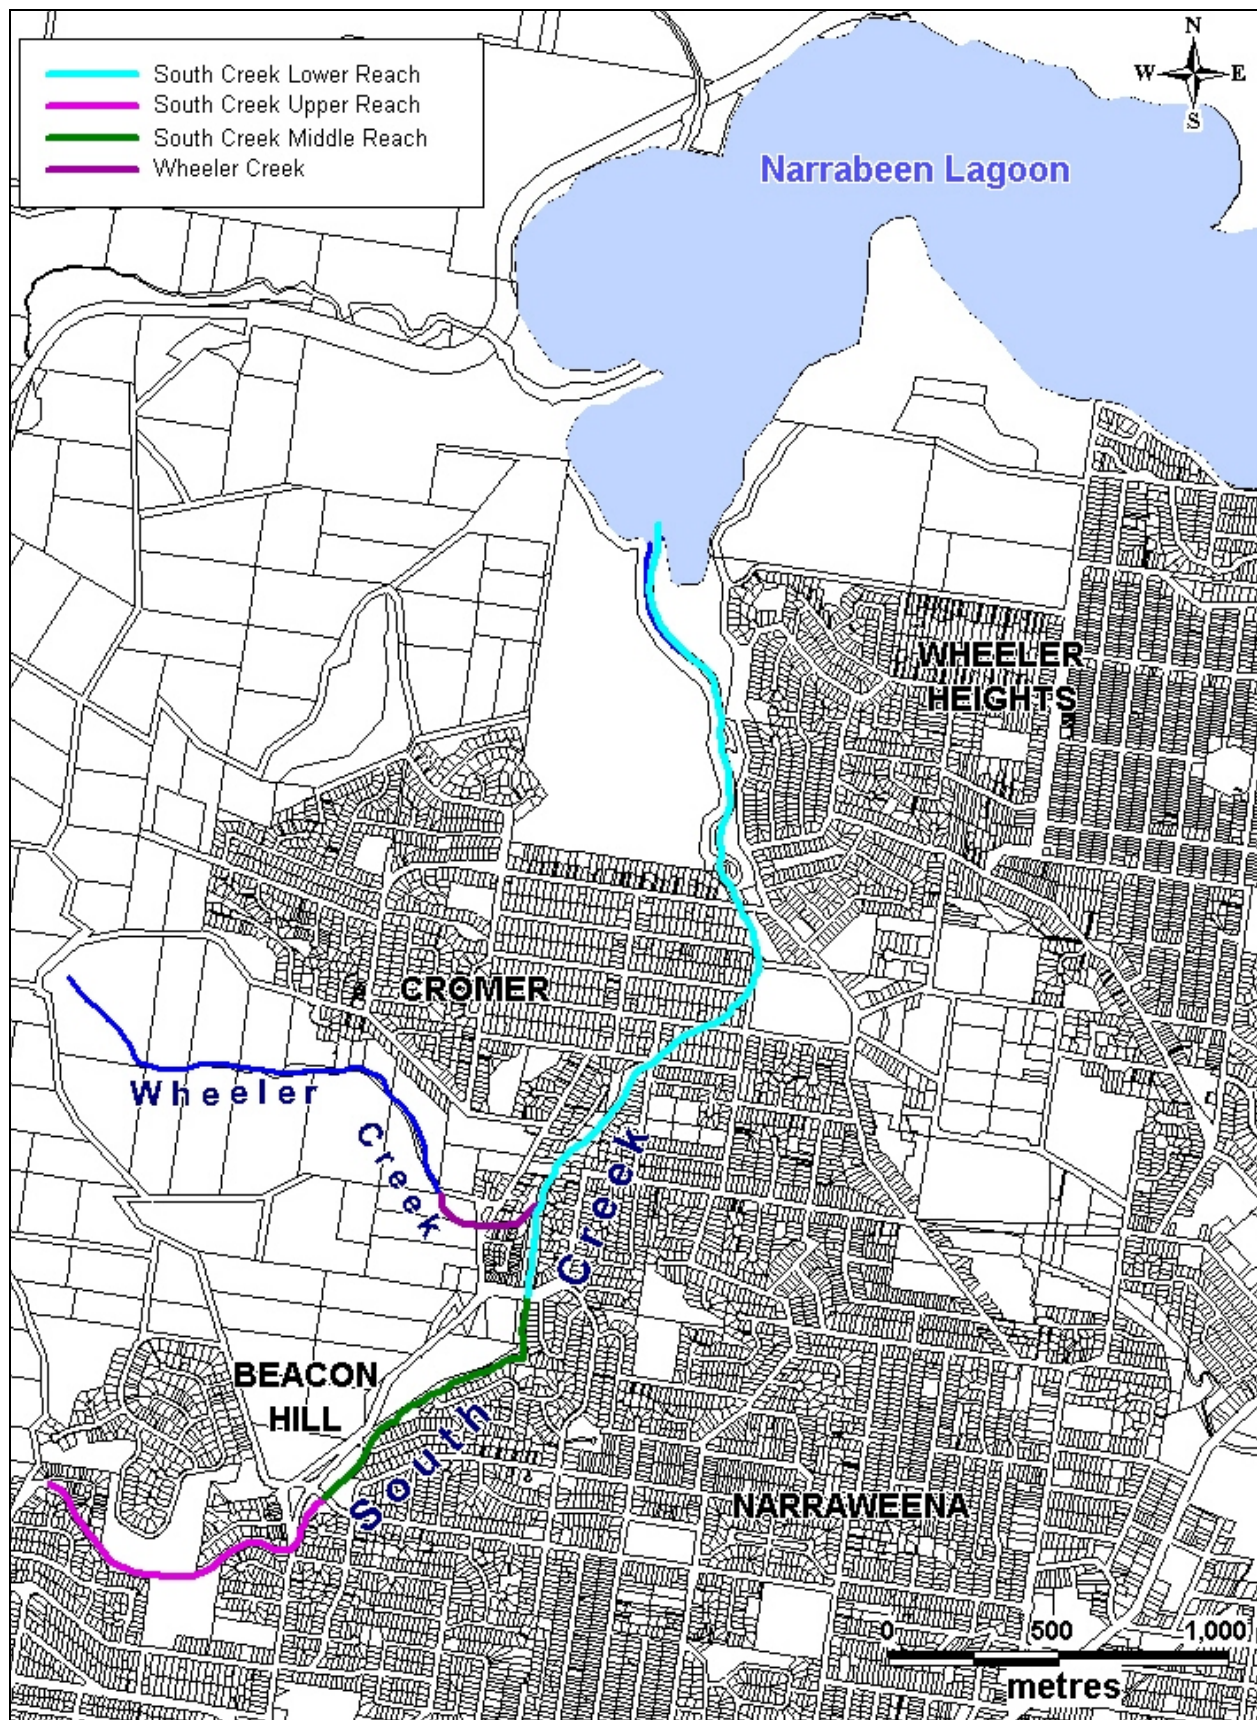 South Creek Lower Reach
South Creek Upper Reach
South Creek Middle Reach
Wheeler Creek
N
W E
S
Narrabeen Lagoon
WHEELER
HEIGHTS
CROMER
Wheeler
Creek
South
Creek
BEACON
HILL
NARRAWEENA
0 500 1,000
metres